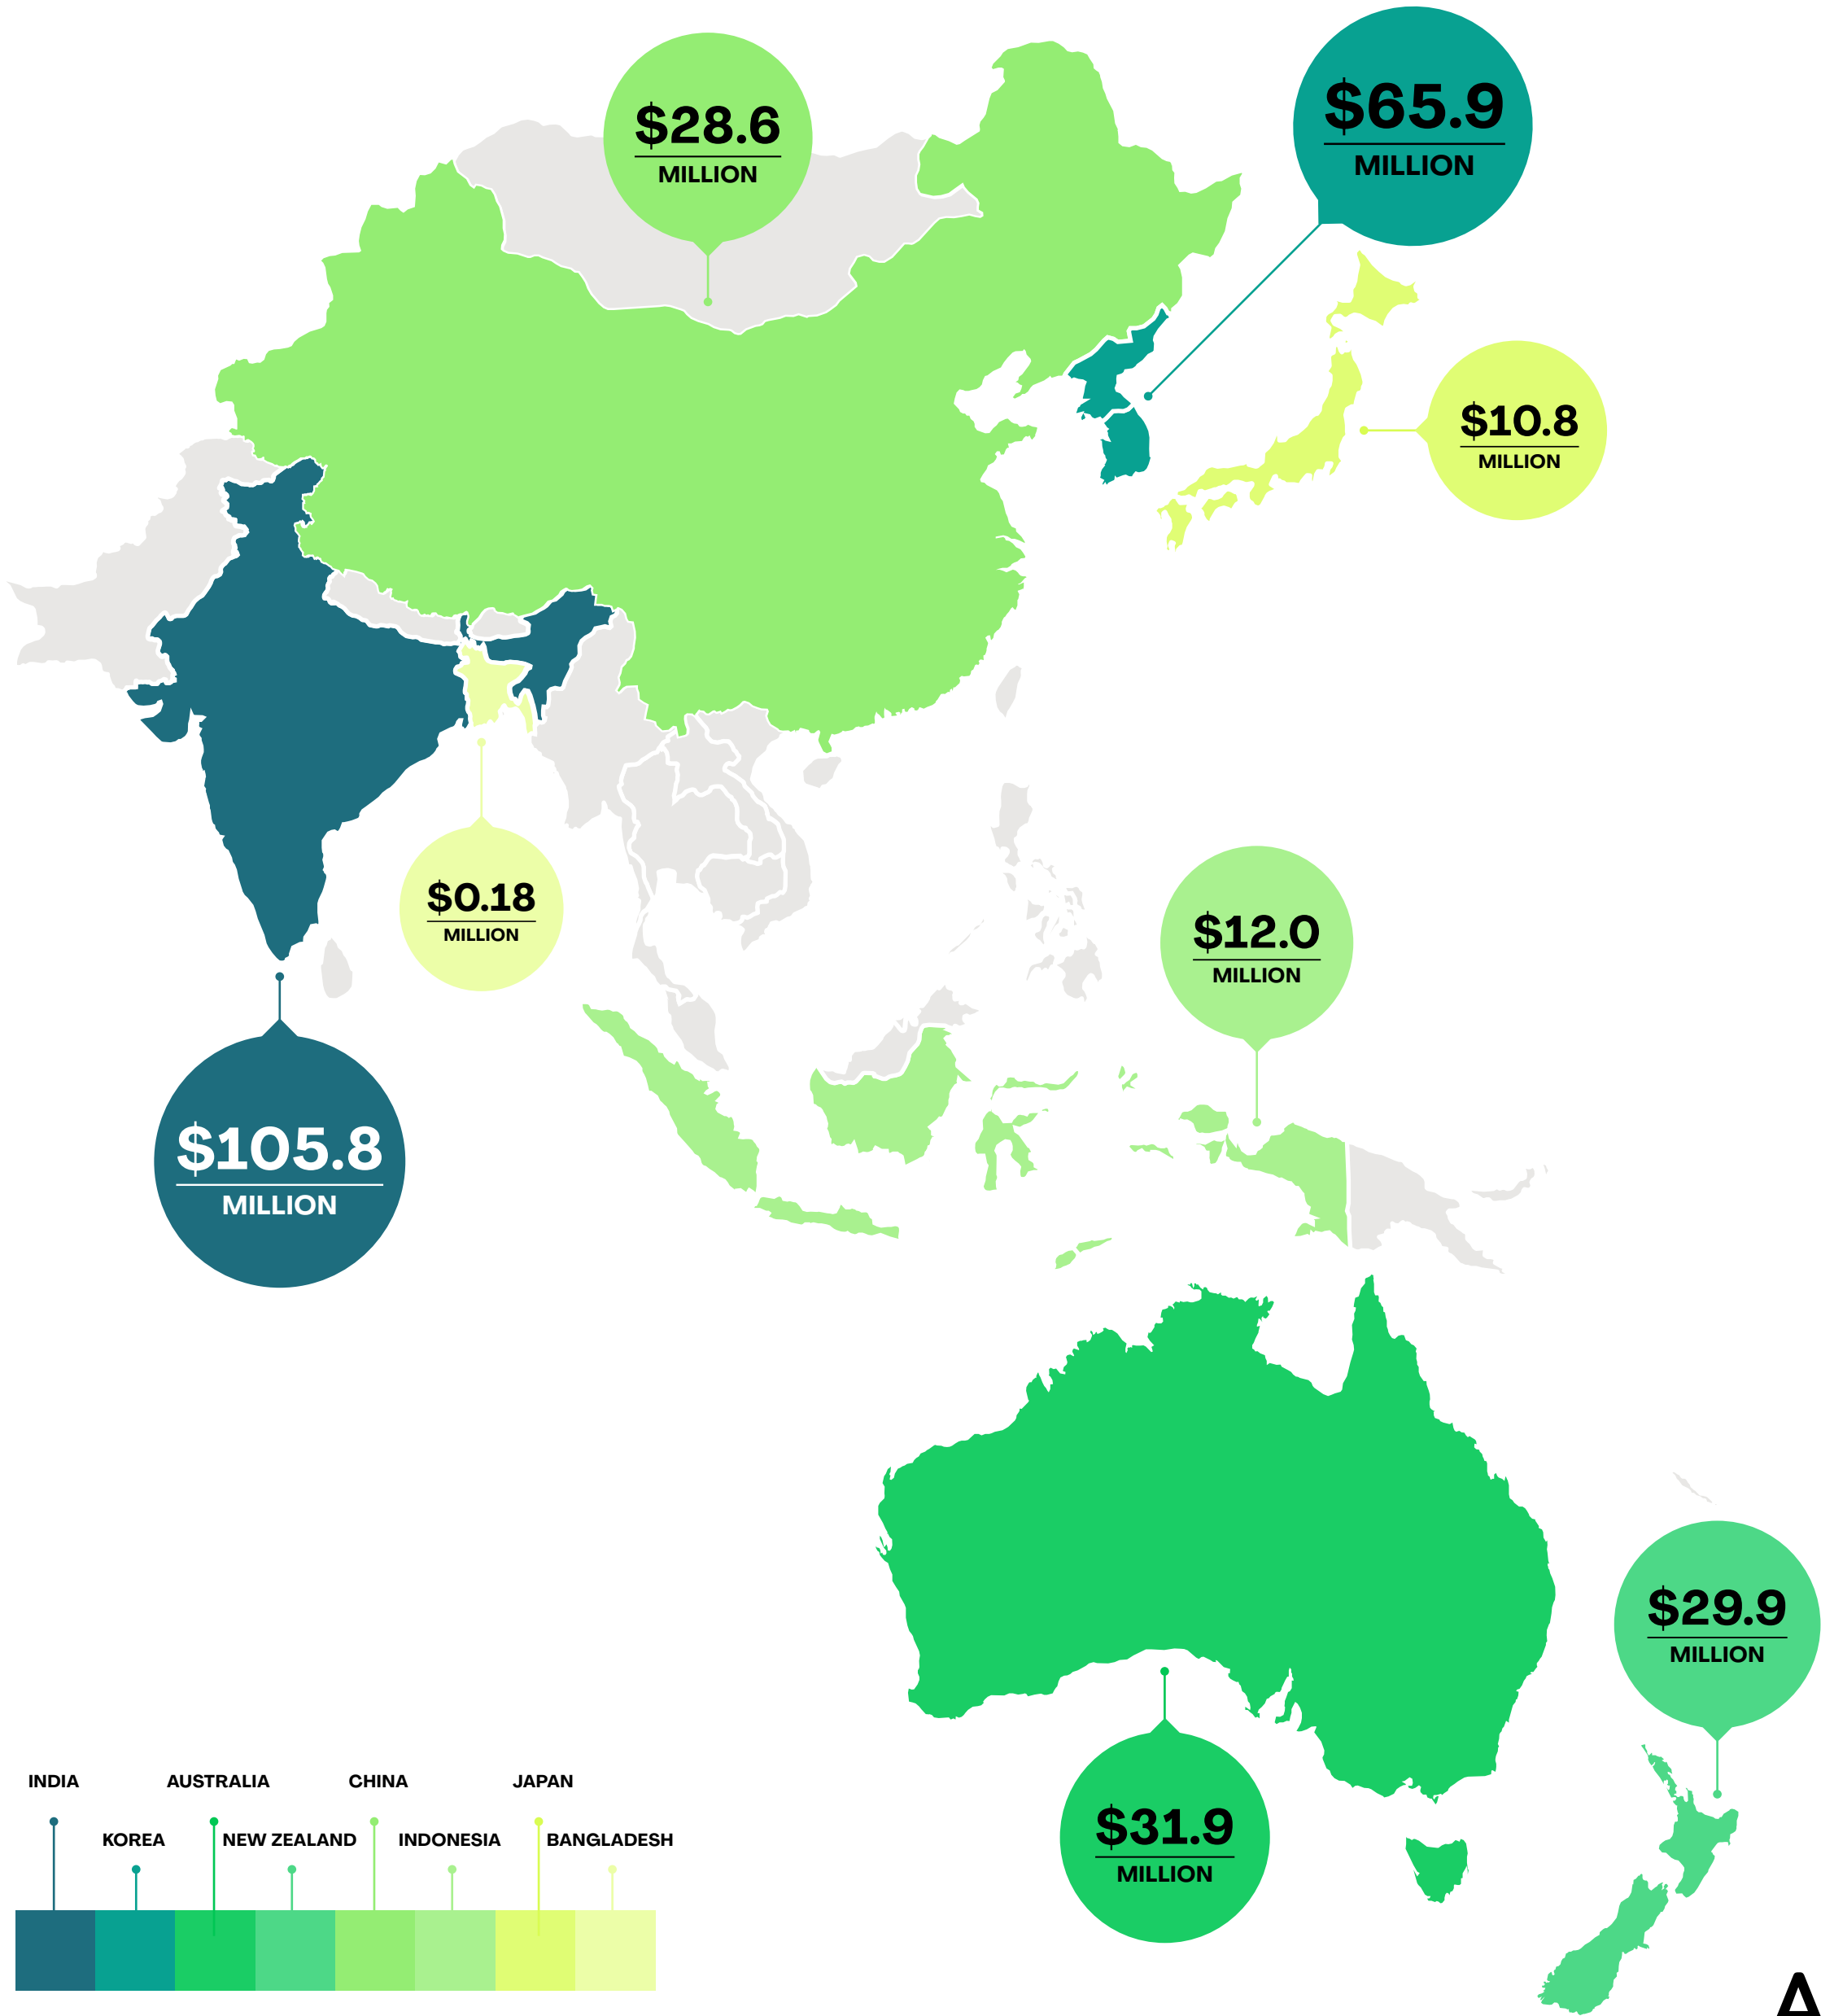 $28.6
MILLION
$65.9
MILLION
$10.8
MILLION
$0.18
MILLION
$12.0
MILLION
$105.8
MILLION
$29.9
MILLION
$31.9
MILLION
INDIA
AUSTRALIA
CHINA
JAPAN
KOREA
NEW ZEALAND
INDONESIA
BANGLADESH